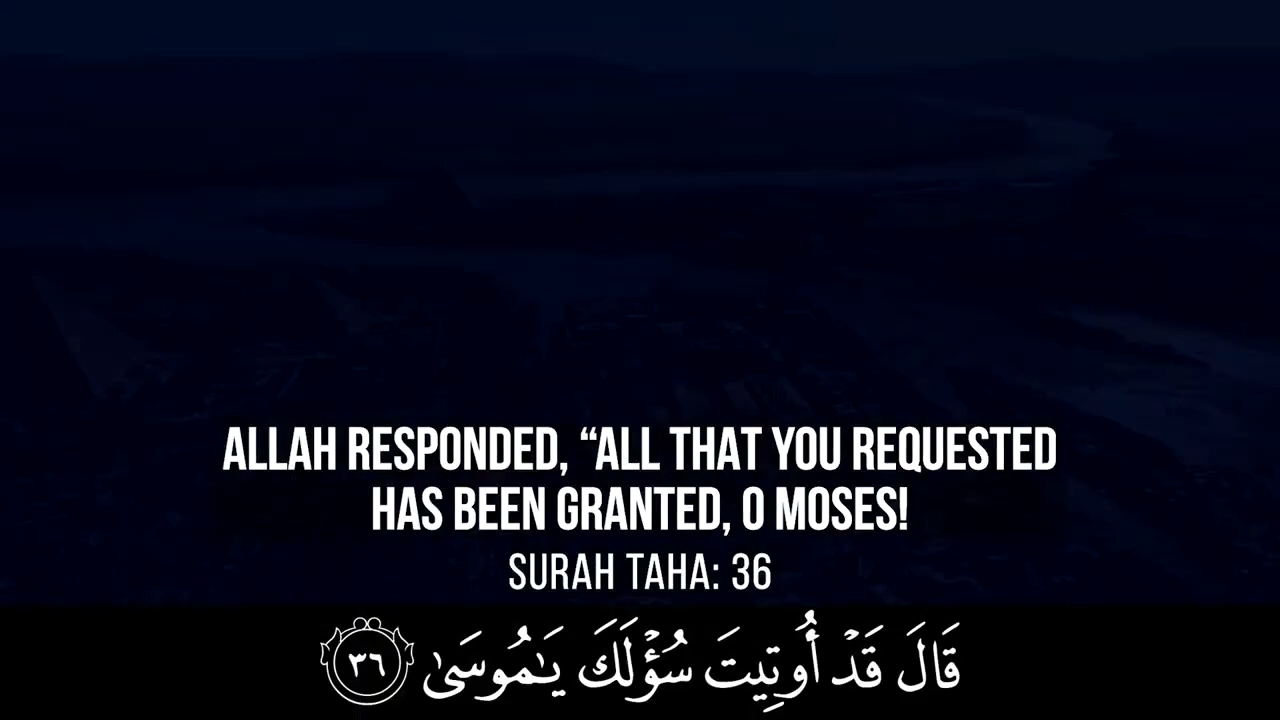 ALLAH RESPONDED, “ALL THAT YOU REQUESTED
HAS BEEN GRANTED, O MOSES!
SURAH TAHA: 36
قَالَ قَدْ أُوتِيتَ سُؤْلَكَ يَـٰمُوسَىٰ ٣٦